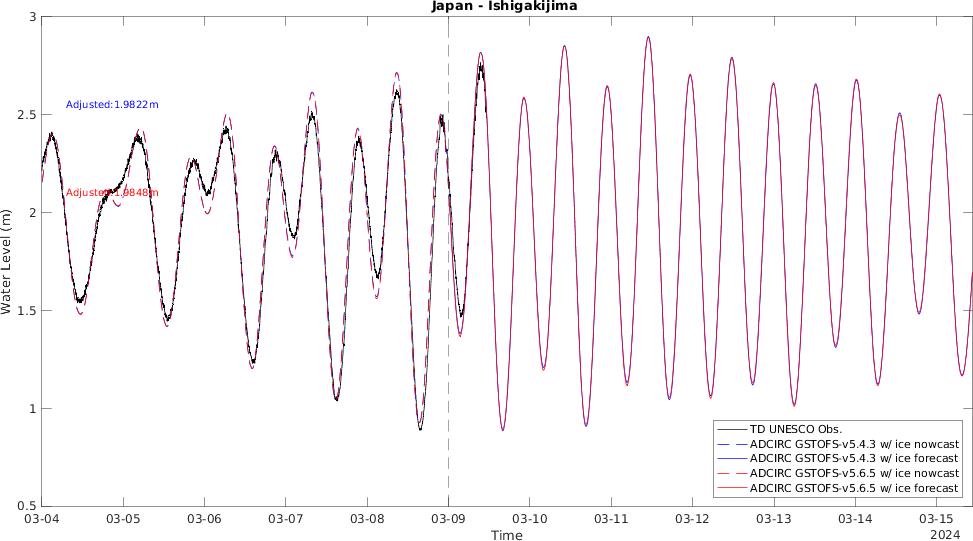 Japan - Ishigakijima
3
2.5
2
1.5
1
0.5
Water Level (m)
Adjusted:1.9822m
Adjusted:1.9848m
TD UNESCO Obs.
ADCIRC GSTOFS-v5.4.3 w/ ice nowcast
ADCIRC GSTOFS-v5.4.3 w/ ice forecast
ADCIRC GSTOFS-v5.6.5 w/ ice nowcast
ADCIRC GSTOFS-v5.6.5 w/ ice forecast
03-04 03-05 03-06 03-07 03-08 03-09 03-10 03-11 03-12 03-13 03-14 03-15
Time
2024